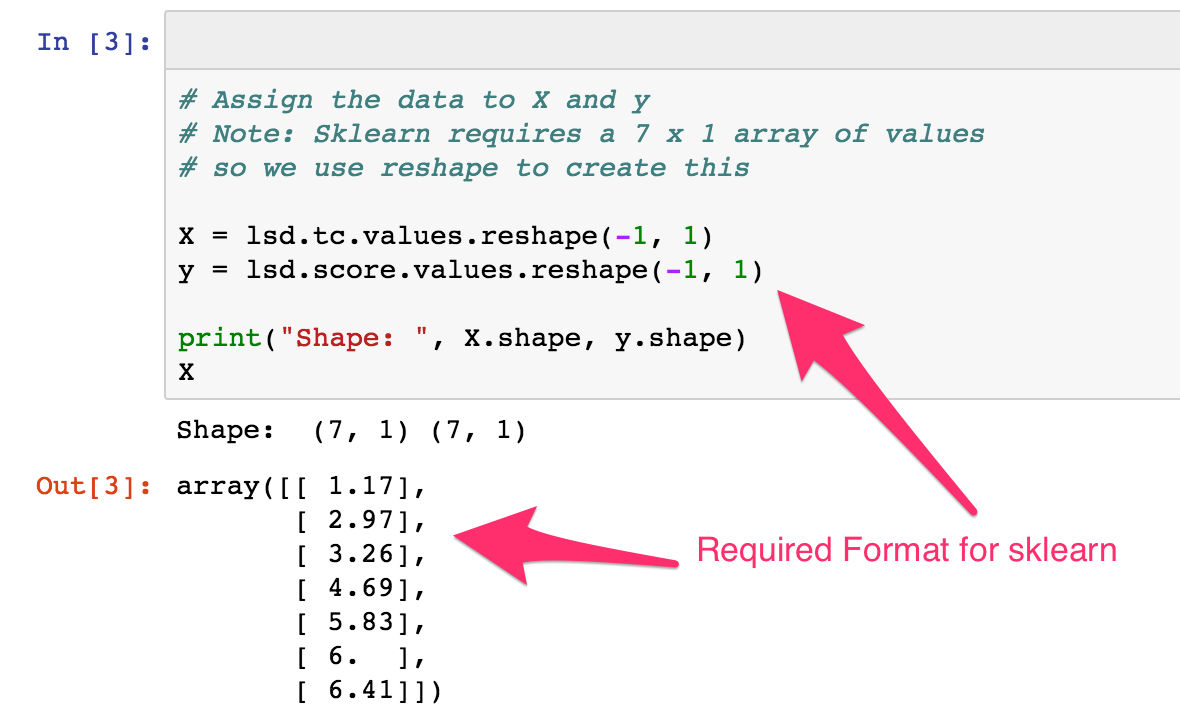 In [3]:
# Assign the data to X and y
# Note: Sklearn requires a 7 x 1 array of values
# so we use reshape to create this
X = lsd.tc.values.reshape(-1, 1)
y = lsd.score.values.reshape(-1, 1)
print("Shape: ", X.shape, y.shape)
X
Shape:  (7, 1) (7, 1)
Out[3]: array([[ 1.17],
[ 2.97],
[ 3.26],
[ 4.69],
[ 5.83],
[ 6.  ],
[ 6.41]])
Required Format for sklearn